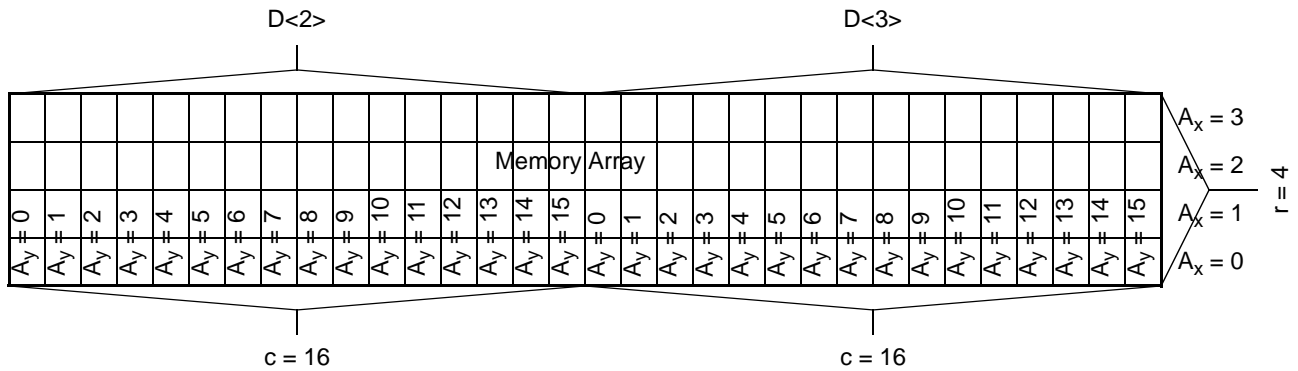 D<2> D<3>
A_x = 3
Memory Array
A_x = 2
A_x = 1
A_x = 0
r = 4
A_y = 0
A_y = 1
A_y = 2
A_y = 3
A_y = 4
A_y = 5
A_y = 6
A_y = 7
A_y = 8
A_y = 9
A_y = 10
A_y = 11
A_y = 12
A_y = 13
A_y = 14
A_y = 15
A_y = 0
A_y = 1
A_y = 2
A_y = 3
A_y = 4
A_y = 5
A_y = 6
A_y = 7
A_y = 8
A_y = 9
A_y = 10
A_y = 11
A_y = 12
A_y = 13
A_y = 14
A_y = 15
c = 16 c = 16